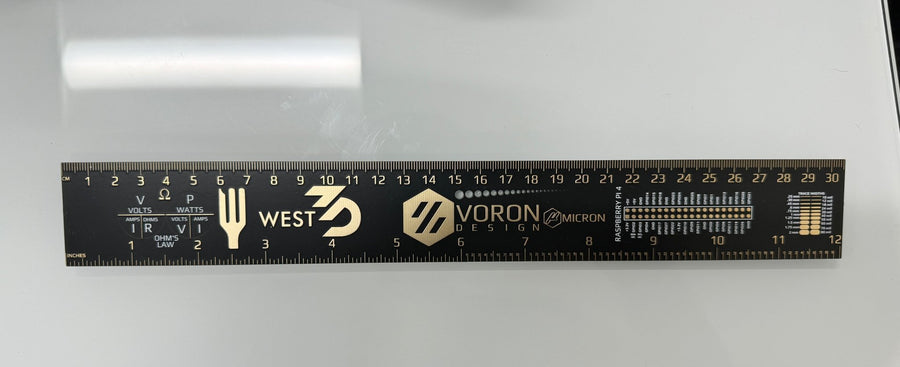 CM 1 2 3 4 5 6 7 8 9 10 11 12 13 14 15 16 17 18 19 20 21 22 23 24 25 26 27 28 29 30
Ω
V P
VOLTS WATTS
AMPS OHMS VOLTS AMPS
I R V I
OHM'S
LAW
WEST3D
VORON
DESIGN
MICRON
RASPBERRY PI 4
TRACE WIDTHS
INCHES 1 2 3 4 5 6 7 8 9 10 11 12